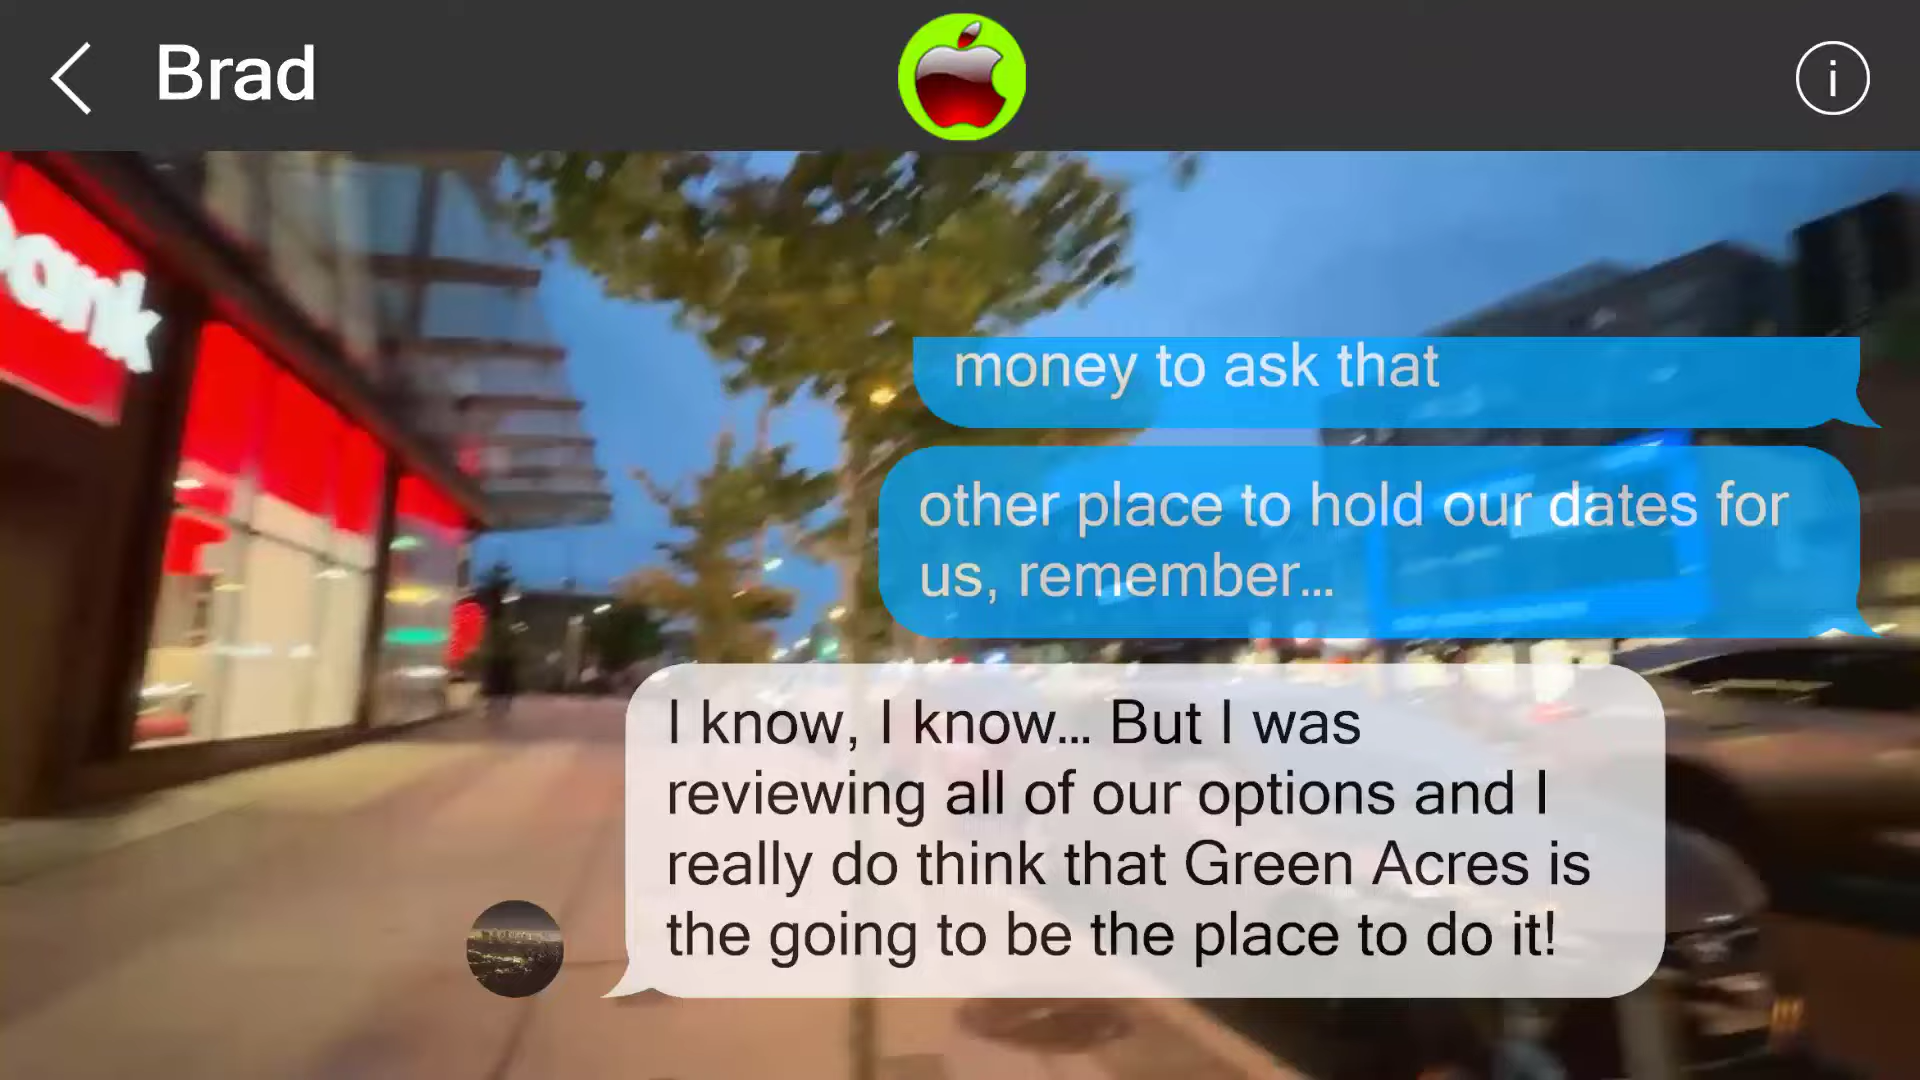 Brad
i
bank
money to ask that
other place to hold our dates for
us, remember...
I know, I know... But I was
reviewing all of our options and I
really do think that Green Acres is
the going to be the place to do it!